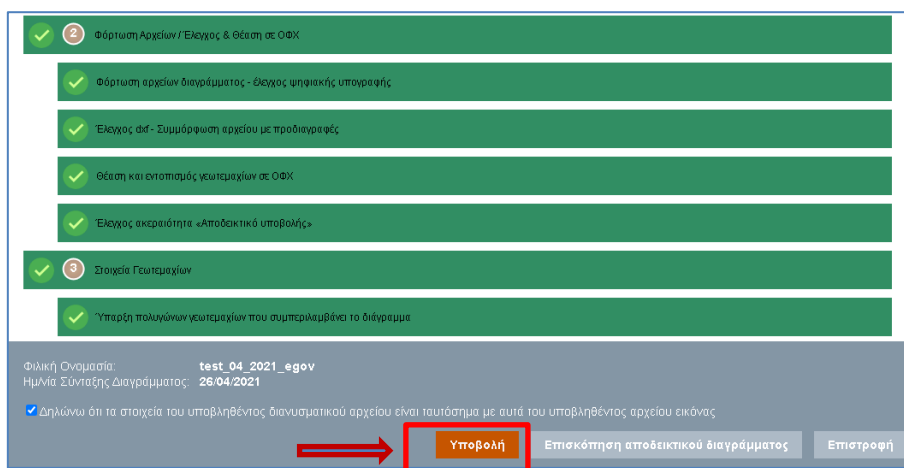 2 Φόρτωση Αρχείων / Έλεγχος & Θέαση σε ΟΦΧ
Φόρτωση αρχείων διαγράμματος - έλεγχος ψηφιακής υπογραφής
Έλεγχος dxf - Συμμόρφωση αρχείου με προδιαγραφές
Θέαση και εντοπισμός γεωτεμαχίων σε ΟΦΧ
Έλεγχος ακεραιότητα «Αποδεικτικό υποβολής»
3 Στοιχεία Γεωτεμαχίων
Ύπαρξη πολυγώνων γεωτεμαχίων που συμπεριλαμβάνει το διάγραμμα
Φιλική Ονομασία: test_04_2021_egov
Ημ/νία Σύνταξης Διαγράμματος: 26/04/2021
Δηλώνω ότι τα στοιχεία του υποβληθέντος διανυσματικού αρχείου είναι ταυτόσημα με αυτά του υποβληθέντος αρχείου εικόνας
Υποβολή Επισκόπηση αποδεικτικού διαγράμματος Επιστροφή